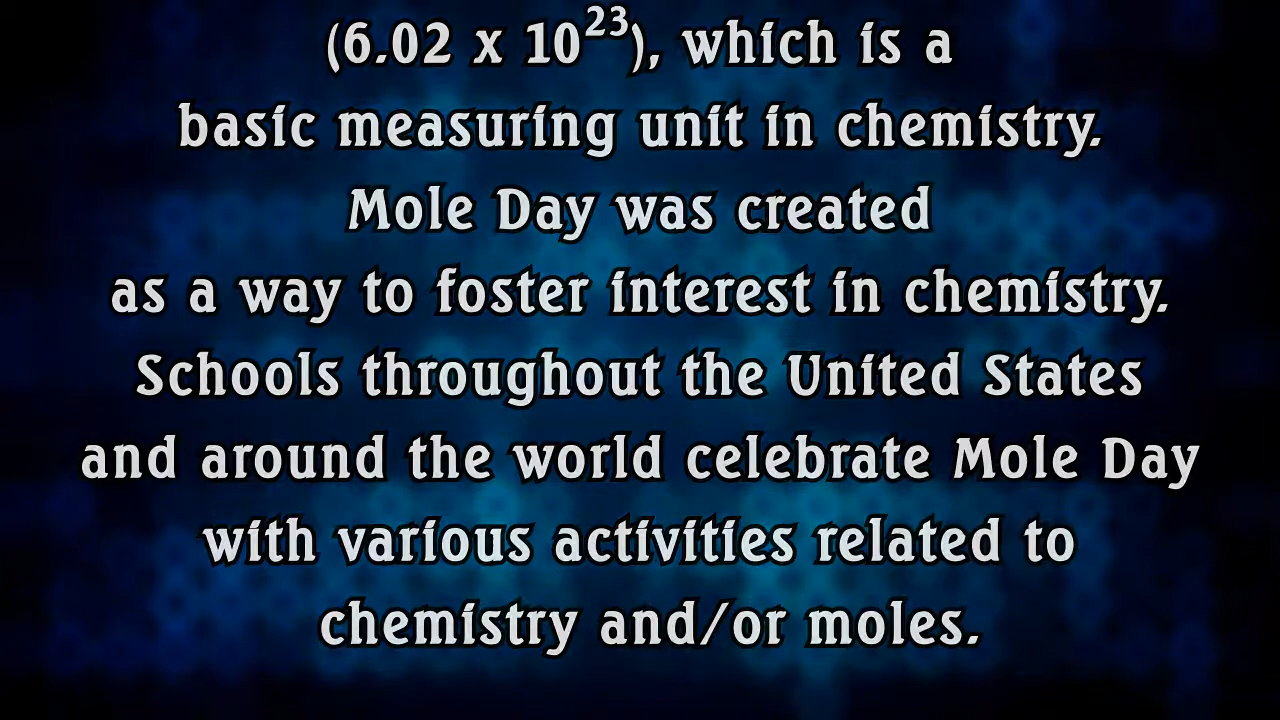 (6.02 x 10²³), which is a
basic measuring unit in chemistry.
Mole Day was created
as a way to foster interest in chemistry.
Schools throughout the United States
and around the world celebrate Mole Day
with various activities related to
chemistry and/or moles.